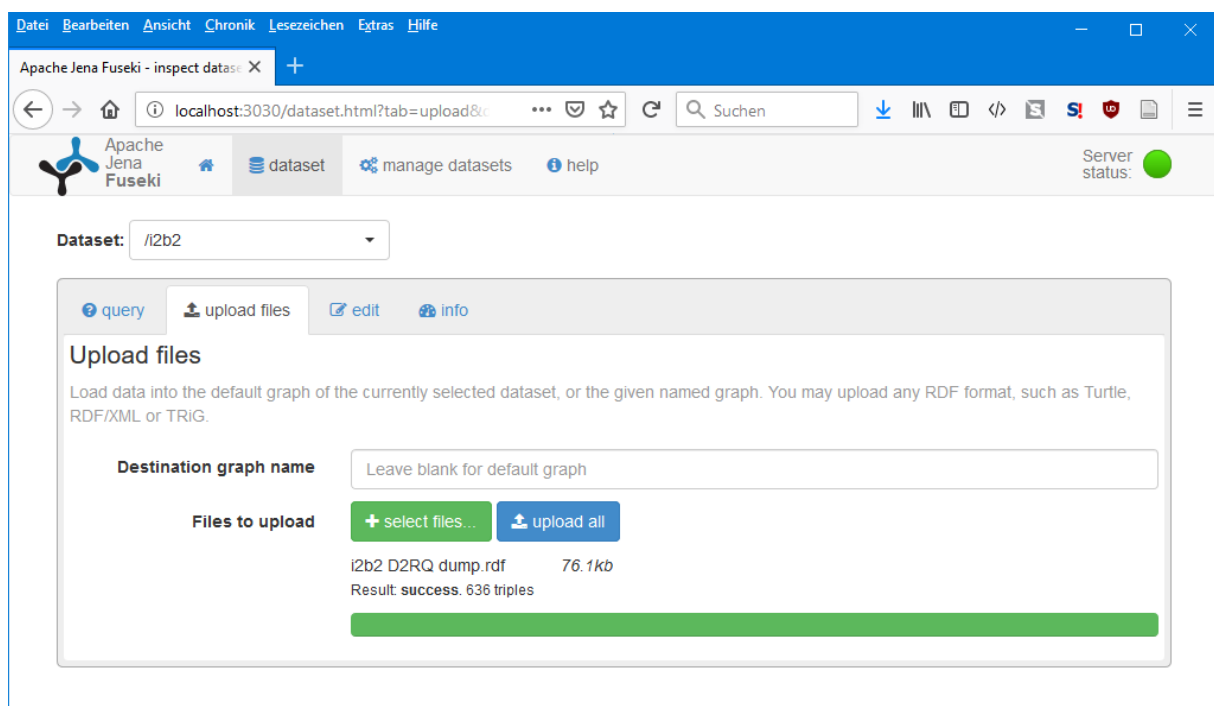 Datei Bearbeiten Ansicht Chronik Lesezeichen Extras Hilfe
Apache Jena Fuseki - inspect datase
localhost:3030/dataset.html?tab=upload& Suchen
Apache
Jena
Fuseki
dataset manage datasets help
Server
status:
Dataset: /i2b2
query upload files edit info
Upload files
Load data into the default graph of the currently selected dataset, or the given named graph. You may upload any RDF format, such as Turtle,
RDF/XML or TRiG.
Destination graph name Leave blank for default graph
Files to upload + select files... upload all
i2b2 D2RQ dump.rdf 76.1kb
Result: success. 636 triples